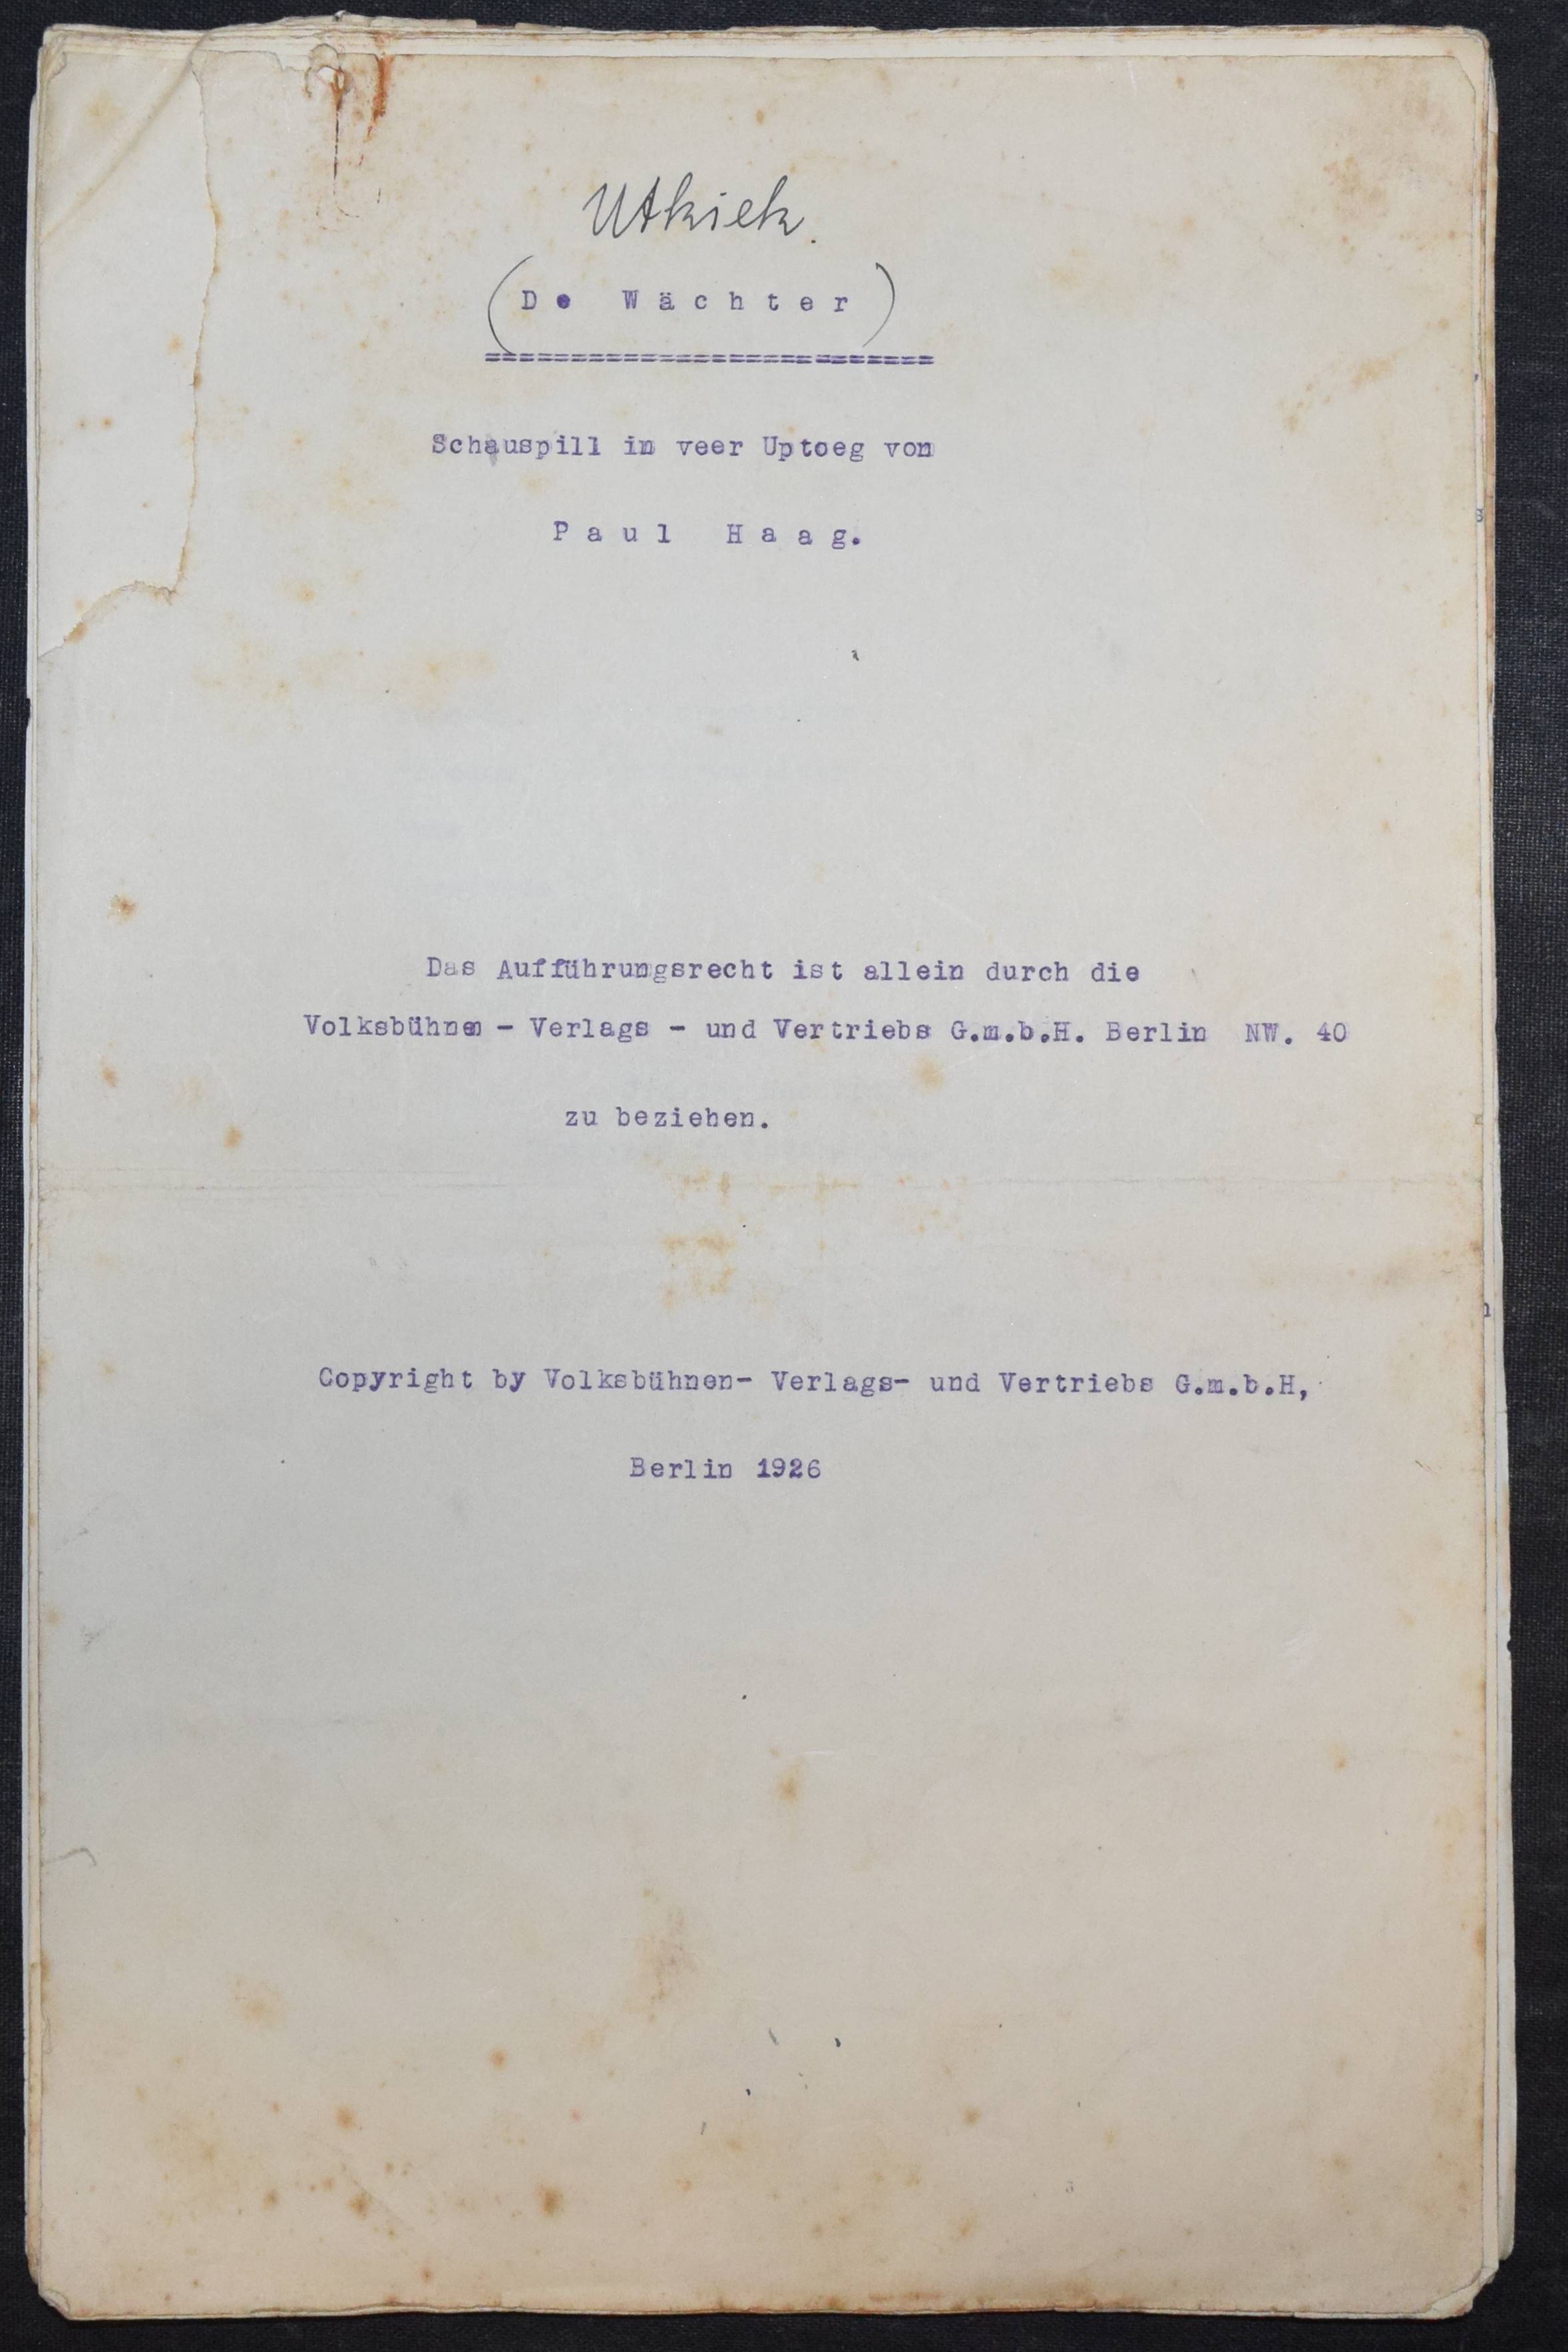 Utkiek.
(De Wächter)
==========================
Schauspill in veer Uptoeg von
Paul Haag.
Das Aufführungsrecht ist allein durch die
Volksbühnen - Verlags - und Vertriebs G.m.b.H. Berlin NW. 40
zu beziehen.
Copyright by Volksbühnen- Verlags- und Vertriebs G.m.b.H,
Berlin 1926